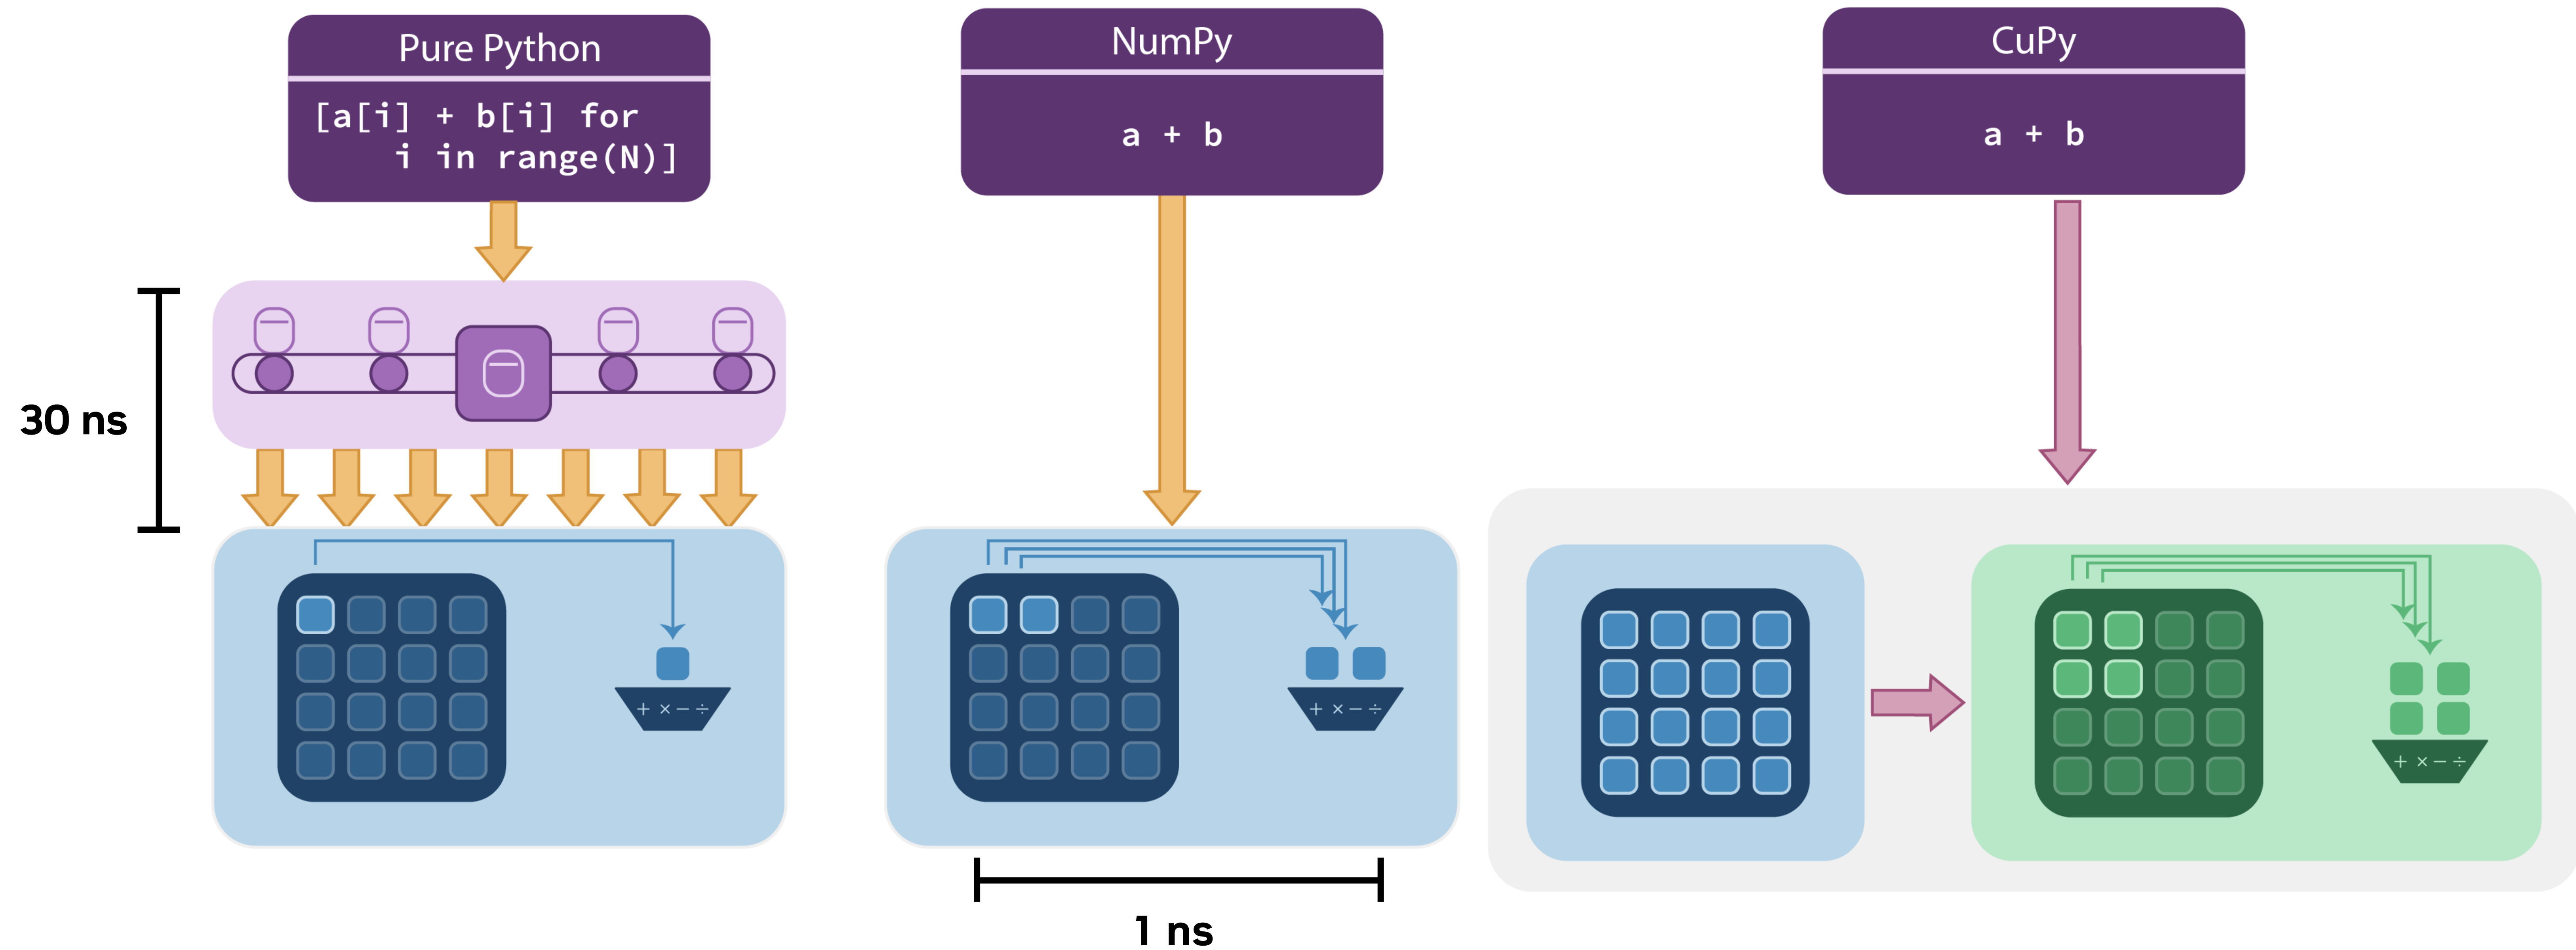 Pure Python
[a[i] + b[i] for
i in range(N)]
NumPy
a + b
CuPy
a + b
30 ns
+ × − ÷
+ × − ÷
+ × − ÷
1 ns